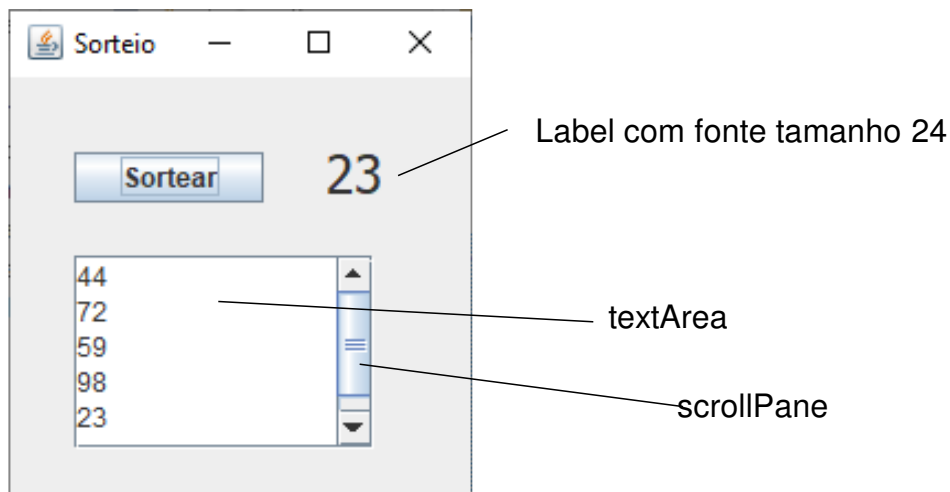 Sorteio
Label com fonte tamanho 24
Sortear 23
44
72
59
98
23
textArea
scrollPane